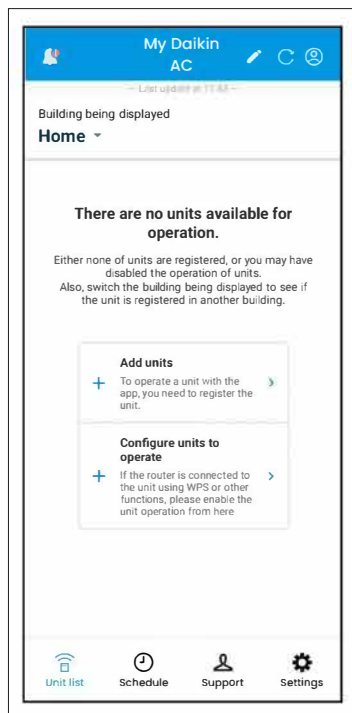 My Daikin
AC
Building being displayed
Home
There are no units available for
operation.
Either none of units are registered, or you may have
disabled the operation of units.
Also, switch the building being displayed to see if
the unit is registered in another building.
Add units
To operate a unit with the
app, you need to register the
unit.
Configure units to
operate
If the router is connected to
the unit using WPS or other
functions, please enable the
unit operation from here
Unit list
Schedule
Support
Settings